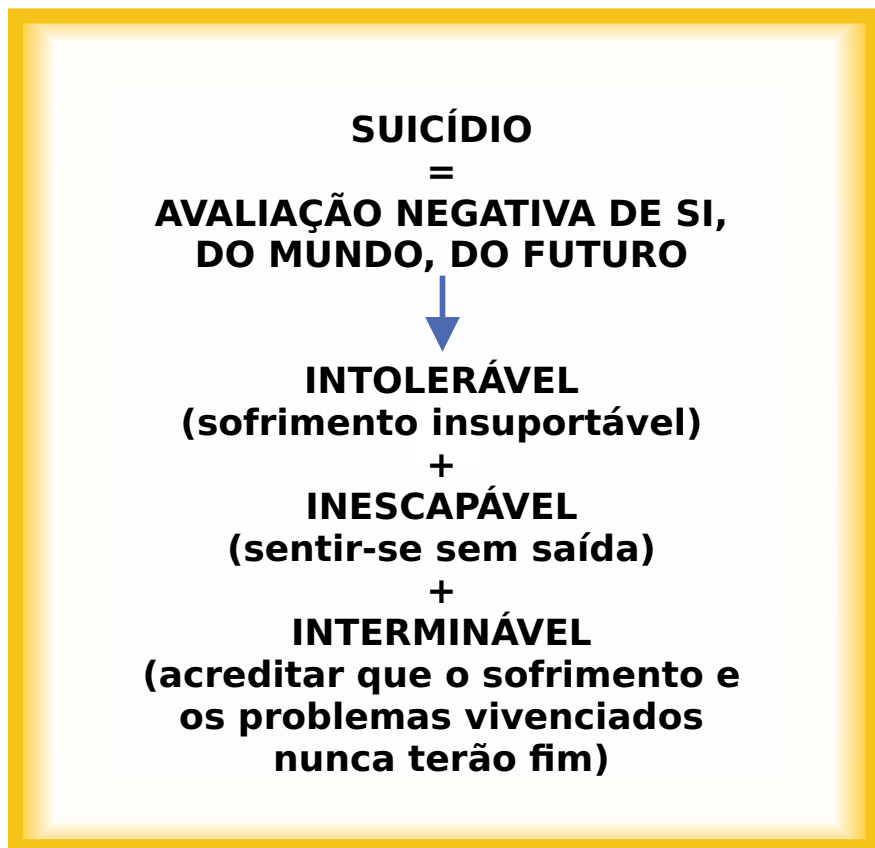 SUICÍDIO
=
AVALIAÇÃO NEGATIVA DE SI,
DO MUNDO, DO FUTURO
INTOLERÁVEL
(sofrimento insuportável)
+
INESCAPÁVEL
(sentir-se sem saída)
+
INTERMINÁVEL
(acreditar que o sofrimento e
os problemas vivenciados
nunca terão fim)